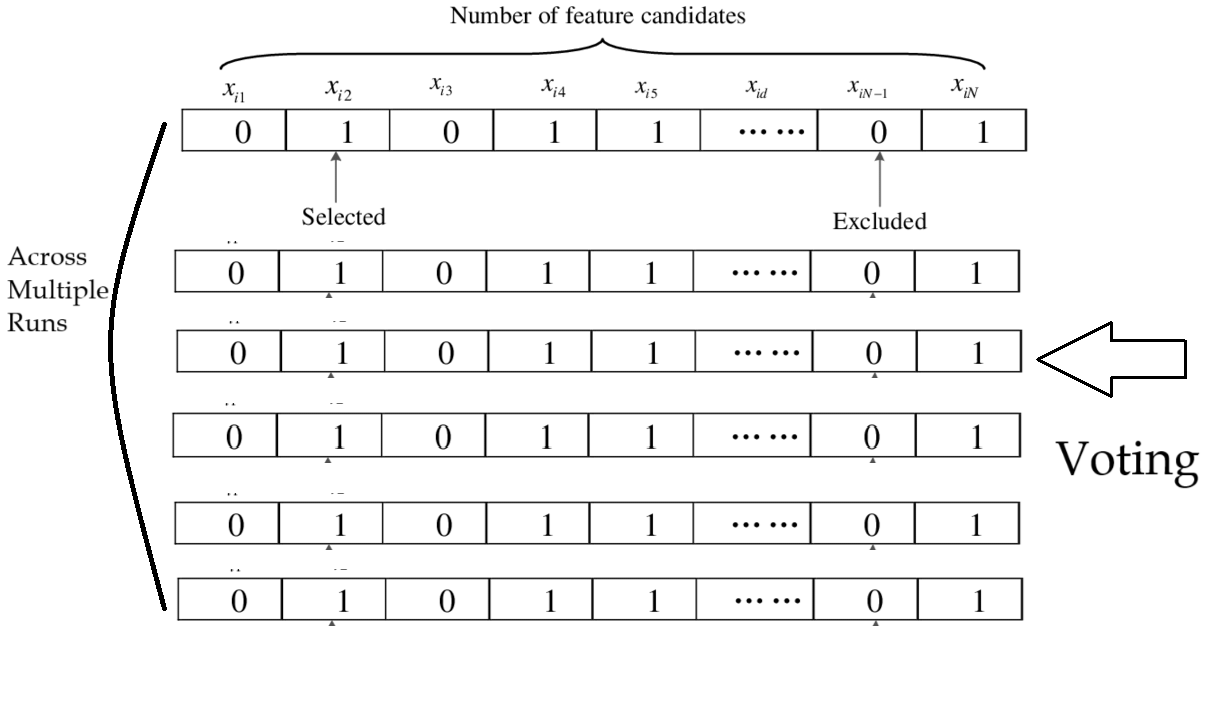 Number of feature candidates
x_{i1} x_{i2} x_{i3} x_{i4} x_{i5} x_{id} x_{iN-1} x_{iN}
0 1 0 1 1 ⋯⋯ 0 1
Selected Excluded
Across
Multiple
Runs
0 1 0 1 1 ⋯⋯ 0 1
0 1 0 1 1 ⋯⋯ 0 1
0 1 0 1 1 ⋯⋯ 0 1
Voting
0 1 0 1 1 ⋯⋯ 0 1
0 1 0 1 1 ⋯⋯ 0 1